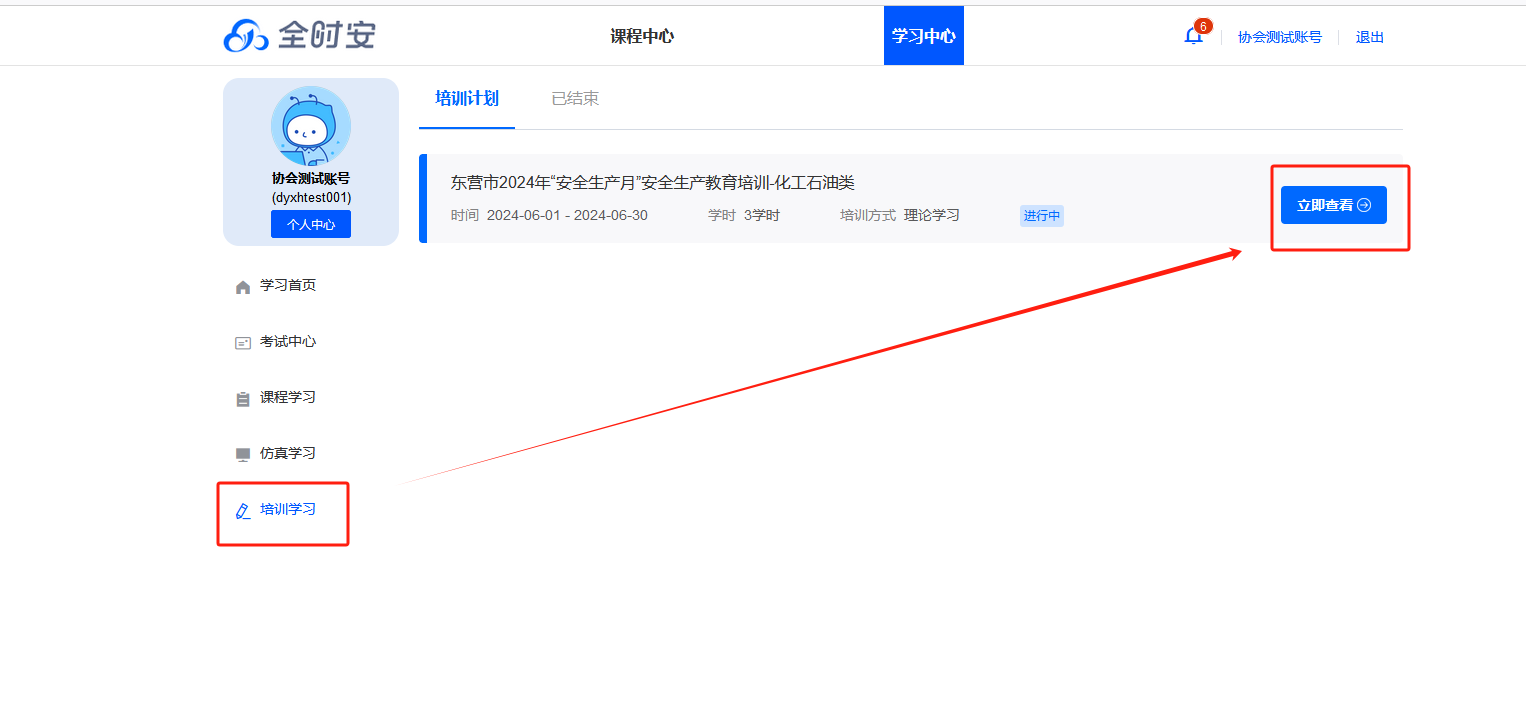 全时安
课程中心
学习中心
6
协会测试账号
退出
协会测试账号
(dyxhtest001)
个人中心
学习首页
考试中心
课程学习
仿真学习
培训学习
培训计划
已结束
东营市2024年“安全生产月”安全生产教育培训-化工石油类
时间 2024-06-01 - 2024-06-30 学时 3学时 培训方式 理论学习 进行中
立即查看